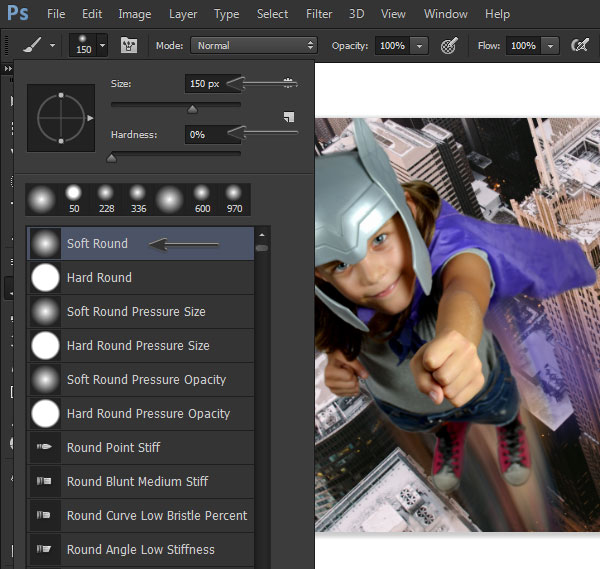 Ps File Edit Image Layer Type Select Filter 3D View Window Help
150 Mode: Normal Opacity: 100% Flow: 100%
Size: 150 px
Hardness: 0%
50 228 336 600 970
Soft Round
Hard Round
Soft Round Pressure Size
Hard Round Pressure Size
Soft Round Pressure Opacity
Hard Round Pressure Opacity
Round Point Stiff
Round Blunt Medium Stiff
Round Curve Low Bristle Percent
Round Angle Low Stiffness